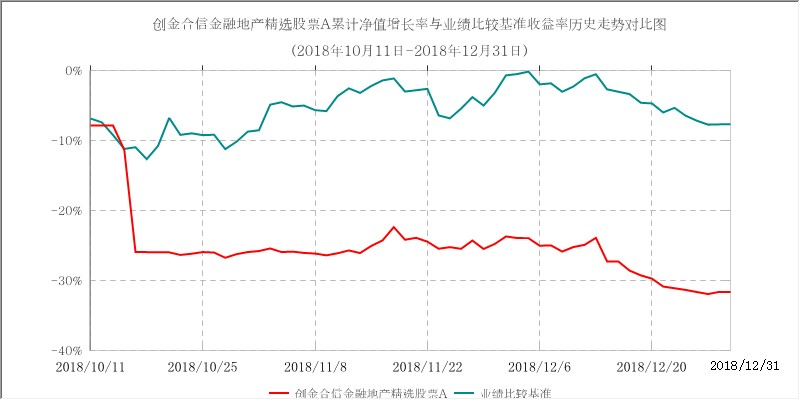 创金合信金融地产精选股票A累计净值增长率与业绩比较基准收益率历史走势对比图
(2018年10月11日-2018年12月31日)
0%
-10%
-20%
-30%
-40%
2018/10/11 2018/10/25 2018/11/8 2018/11/22 2018/12/6 2018/12/20 2018/12/31
创金合信金融地产精选股票A 业绩比较基准